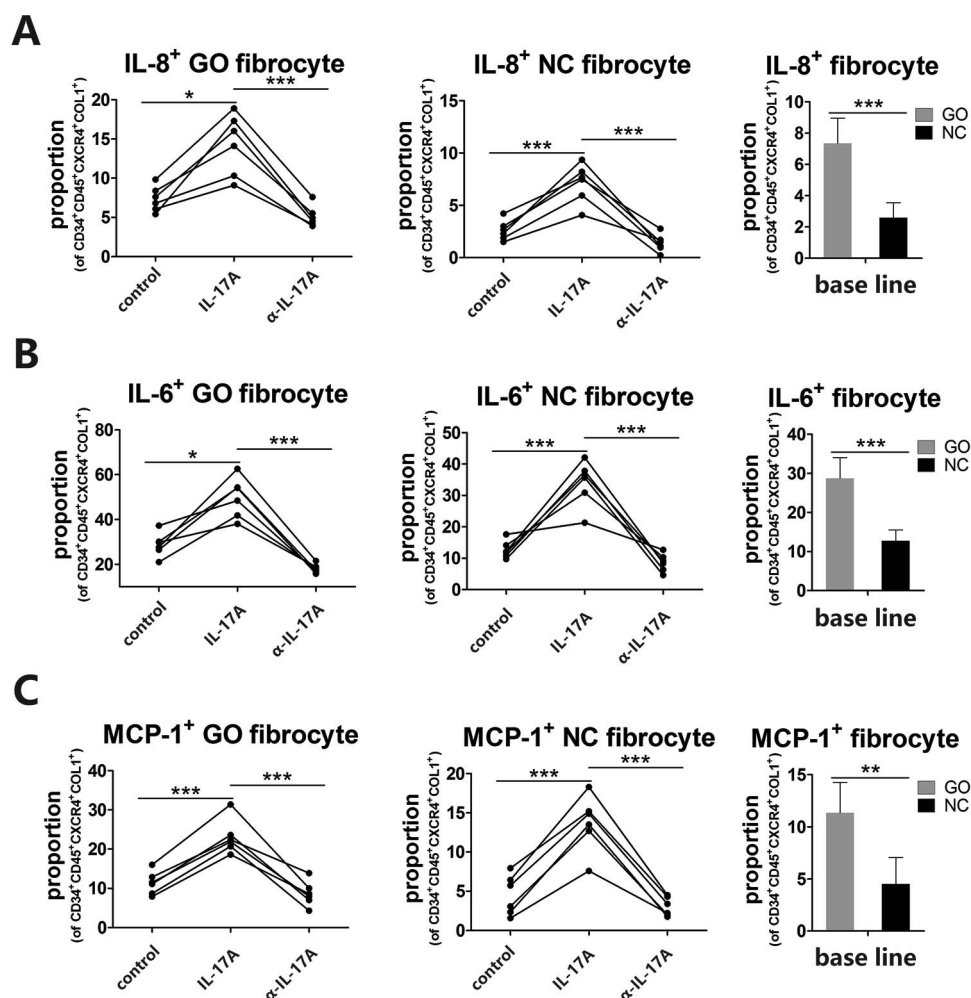 A
IL-8⁺ GO fibrocyte
proportion
(of CD34⁺CD45⁺CXCR4⁺COL1⁺)
20
15
10
5
0
* ***
control IL-17A α-IL-17A
IL-8⁺ NC fibrocyte
proportion
(of CD34⁺CD45⁺CXCR4⁺COL1⁺)
15
10
5
0
*** ***
control IL-17A α-IL-17A
IL-8⁺ fibrocyte
proportion
(of CD34⁺CD45⁺CXCR4⁺COL1⁺)
10
8
6
4
2
0
***
GO
NC
base line
B
IL-6⁺ GO fibrocyte
proportion
(of CD34⁺CD45⁺CXCR4⁺COL1⁺)
80
60
40
20
* ***
control IL-17A α-IL-17A
IL-6⁺ NC fibrocyte
proportion
(of CD34⁺CD45⁺CXCR4⁺COL1⁺)
50
40
30
20
10
0
*** ***
control IL-17A α-IL-17A
IL-6⁺ fibrocyte
proportion
(of CD34⁺CD45⁺CXCR4⁺COL1⁺)
40
30
20
10
0
***
GO
NC
base line
C
MCP-1⁺ GO fibrocyte
proportion
(of CD34⁺CD45⁺CXCR4⁺COL1⁺)
40
30
20
10
0
*** ***
control IL-17A α-IL-17A
MCP-1⁺ NC fibrocyte
proportion
(of CD34⁺CD45⁺CXCR4⁺COL1⁺)
20
15
10
5
0
*** ***
control IL-17A α-IL-17A
MCP-1⁺ fibrocyte
proportion
(of CD34⁺CD45⁺CXCR4⁺COL1⁺)
15
10
5
0
**
GO
NC
base line